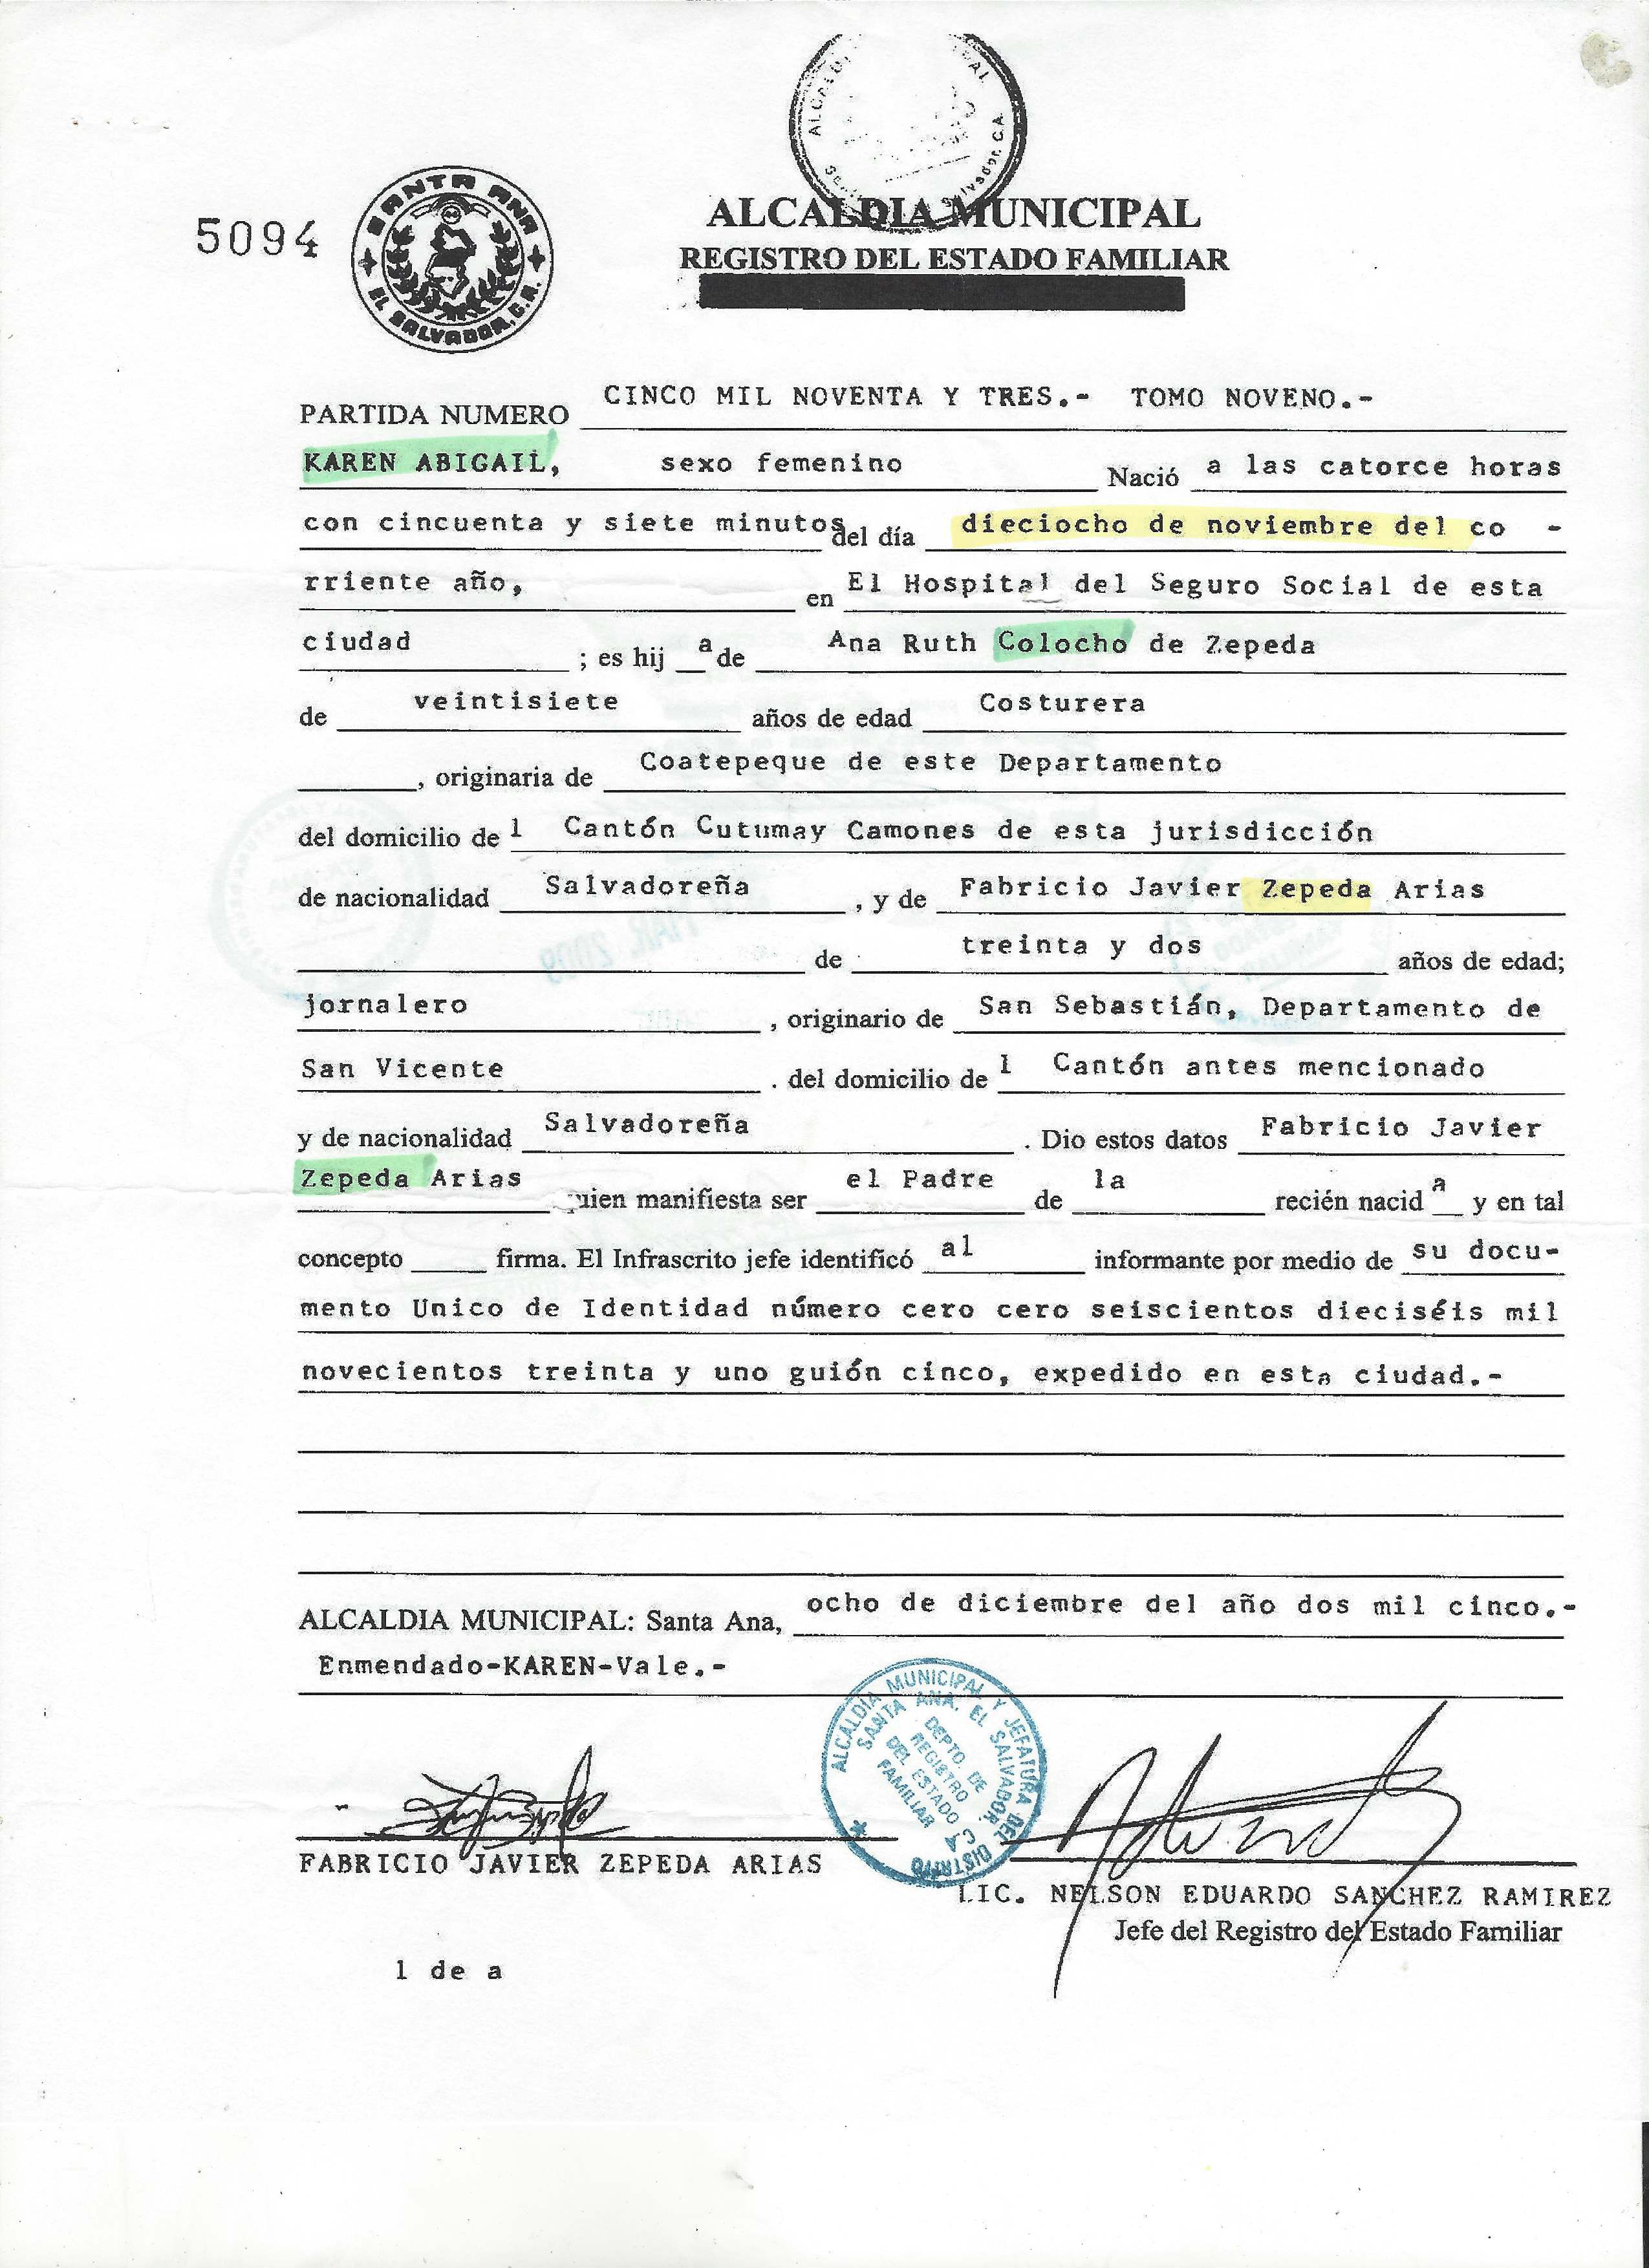 5094
SANTA ANA
EL SALVADOR, C.A.
ALCALDIA MUNICIPAL
REGISTRO DEL ESTADO FAMILIAR
PARTIDA NUMERO CINCO MIL NOVENTA Y TRES.- TOMO NOVENO.-
KAREN ABIGAIL, sexo femenino Nació a las catorce horas
con cincuenta y siete minutos del día dieciocho de noviembre del co -
rriente año, en El Hospital del Seguro Social de esta
ciudad ; es hij a de Ana Ruth Colocho de Zepeda
de veintisiete años de edad Costurera
, originaria de Coatepeque de este Departamento
del domicilio de l Cantón Cutumay Camones de esta jurisdicción
de nacionalidad Salvadoreña , y de Fabricio Javier Zepeda Arias
de treinta y dos años de edad;
jornalero , originario de San Sebastián, Departamento de
San Vicente . del domicilio de l Cantón antes mencionado
y de nacionalidad Salvadoreña . Dio estos datos Fabricio Javier
Zepeda Arias quien manifiesta ser el Padre de la recién nacid a y en tal
concepto firma. El Infrascrito jefe identificó al informante por medio de su docu-
mento Unico de Identidad número cero cero seiscientos dieciséis mil
novecientos treinta y uno guión cinco, expedido en esta ciudad.-
ALCALDIA MUNICIPAL: Santa Ana, ocho de diciembre del año dos mil cinco.-
Enmendado-KAREN-Vale.-
ALCALDIA MUNICIPAL Y JEFATURA DEL DISTRITO
SANTA ANA, EL SALVADOR, C.A.
DEPTO. DE
REGISTRO
DEL ESTADO
FAMILIAR
FABRICIO JAVIER ZEPEDA ARIAS
LIC. NELSON EDUARDO SANCHEZ RAMIREZ
Jefe del Registro del Estado Familiar
1 de a